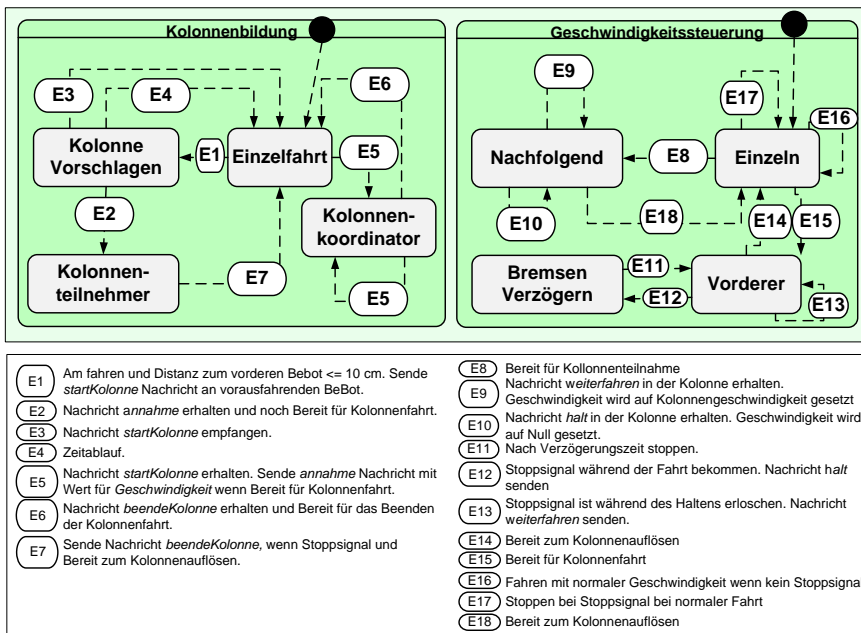 Kolonnenbildung
E3
E4
E6
Kolonne
Vorschlagen
E1
Einzelfahrt
E5
E2
Kolonnen-
koordinator
Kolonnen-
teilnehmer
E7
E5
Geschwindigkeitssteuerung
E9
E17
E16
Nachfolgend
E8
Einzeln
E10
E18
E14
E15
Bremsen
Verzögern
E11
E12
Vorderer
E13
E1 Am fahren und Distanz zum vorderen Bebot <= 10 cm. Sende
startKolonne Nachricht an vorausfahrenden BeBot.
E2 Nachricht annahme erhalten und noch Bereit für Kolonnenfahrt.
E3 Nachricht startKolonne empfangen.
E4 Zeitablauf.
E5 Nachricht startKolonne erhalten. Sende annahme Nachricht mit
Wert für Geschwindigkeit wenn Bereit für Kolonnenfahrt.
E6 Nachricht beendeKolonne erhalten und Bereit für das Beenden
der Kolonnenfahrt.
E7 Sende Nachricht beendeKolonne, wenn Stoppsignal und
Bereit zum Kolonnenauflösen.
E8 Bereit für Kollonnenteilnahme
E9 Nachricht weiterfahren in der Kolonne erhalten.
Geschwindigkeit wird auf Kolonnengeschwindigkeit gesetzt
E10 Nachricht halt in der Kolonne erhalten. Geschwindigkeit wird
auf Null gesetzt.
E11 Nach Verzögerungszeit stoppen.
E12 Stoppsignal während der Fahrt bekommen. Nachricht halt
senden
E13 Stoppsignal ist während des Haltens erloschen. Nachricht
weiterfahren senden.
E14 Bereit zum Kolonnenauflösen
E15 Bereit für Kolonnenfahrt
E16 Fahren mit normaler Geschwindigkeit wenn kein Stoppsignal
E17 Stoppen bei Stoppsignal bei normaler Fahrt
E18 Bereit zum Kolonnenauflösen